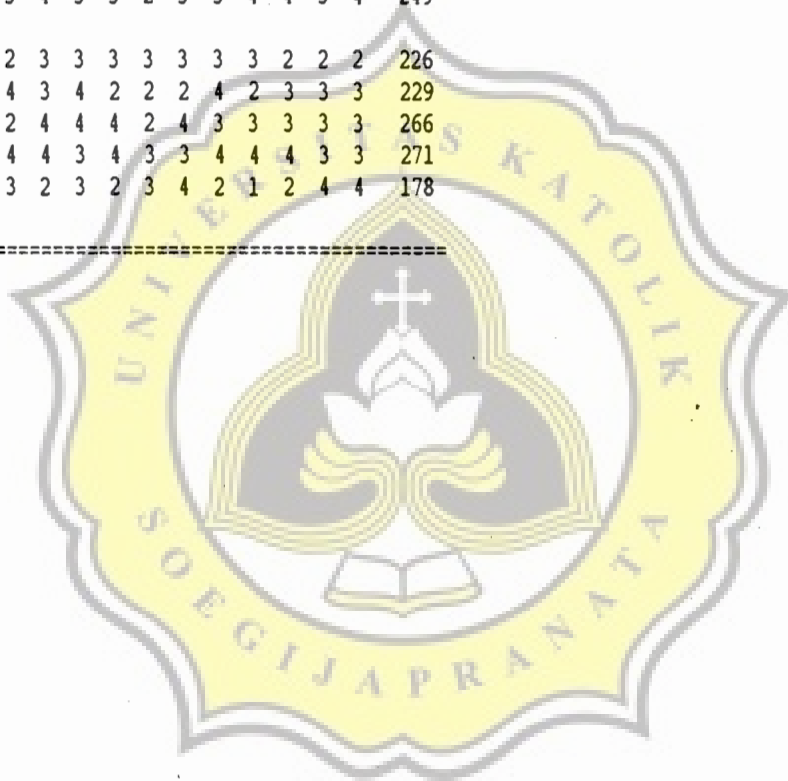 249
2 3 3 3 3 3 3 3 2 2 2 226
4 3 4 2 2 2 4 2 3 3 3 229
2 4 4 4 2 4 3 3 3 3 3 266
4 4 3 4 3 3 4 4 4 3 3 271
3 2 3 2 3 4 2 1 2 4 4 178
UNIVERSITAS KATOLIK
SOEGIJAPRANATA